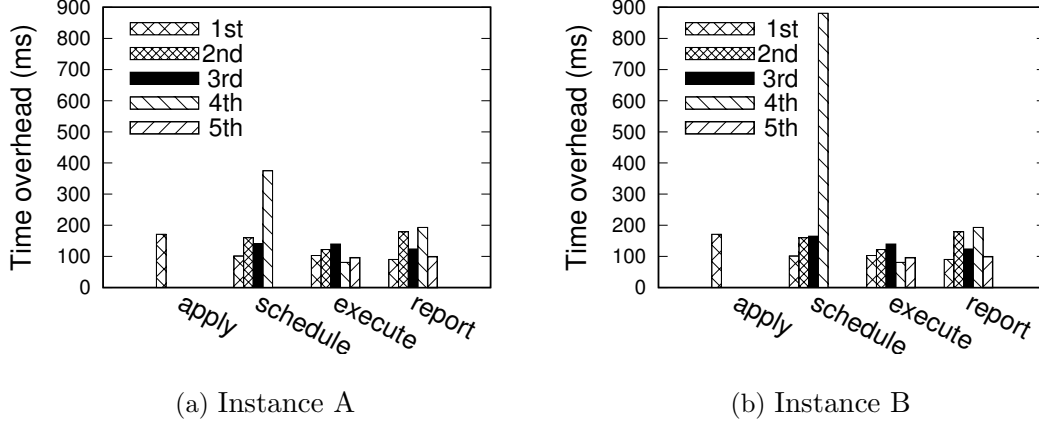 Time overhead (ms)
900
800
700
600
500
400
300
200
100
0
1st
2nd
3rd
4th
5th
apply
schedule
execute
report
(a) Instance A
Time overhead (ms)
900
800
700
600
500
400
300
200
100
0
1st
2nd
3rd
4th
5th
apply
schedule
execute
report
(b) Instance B